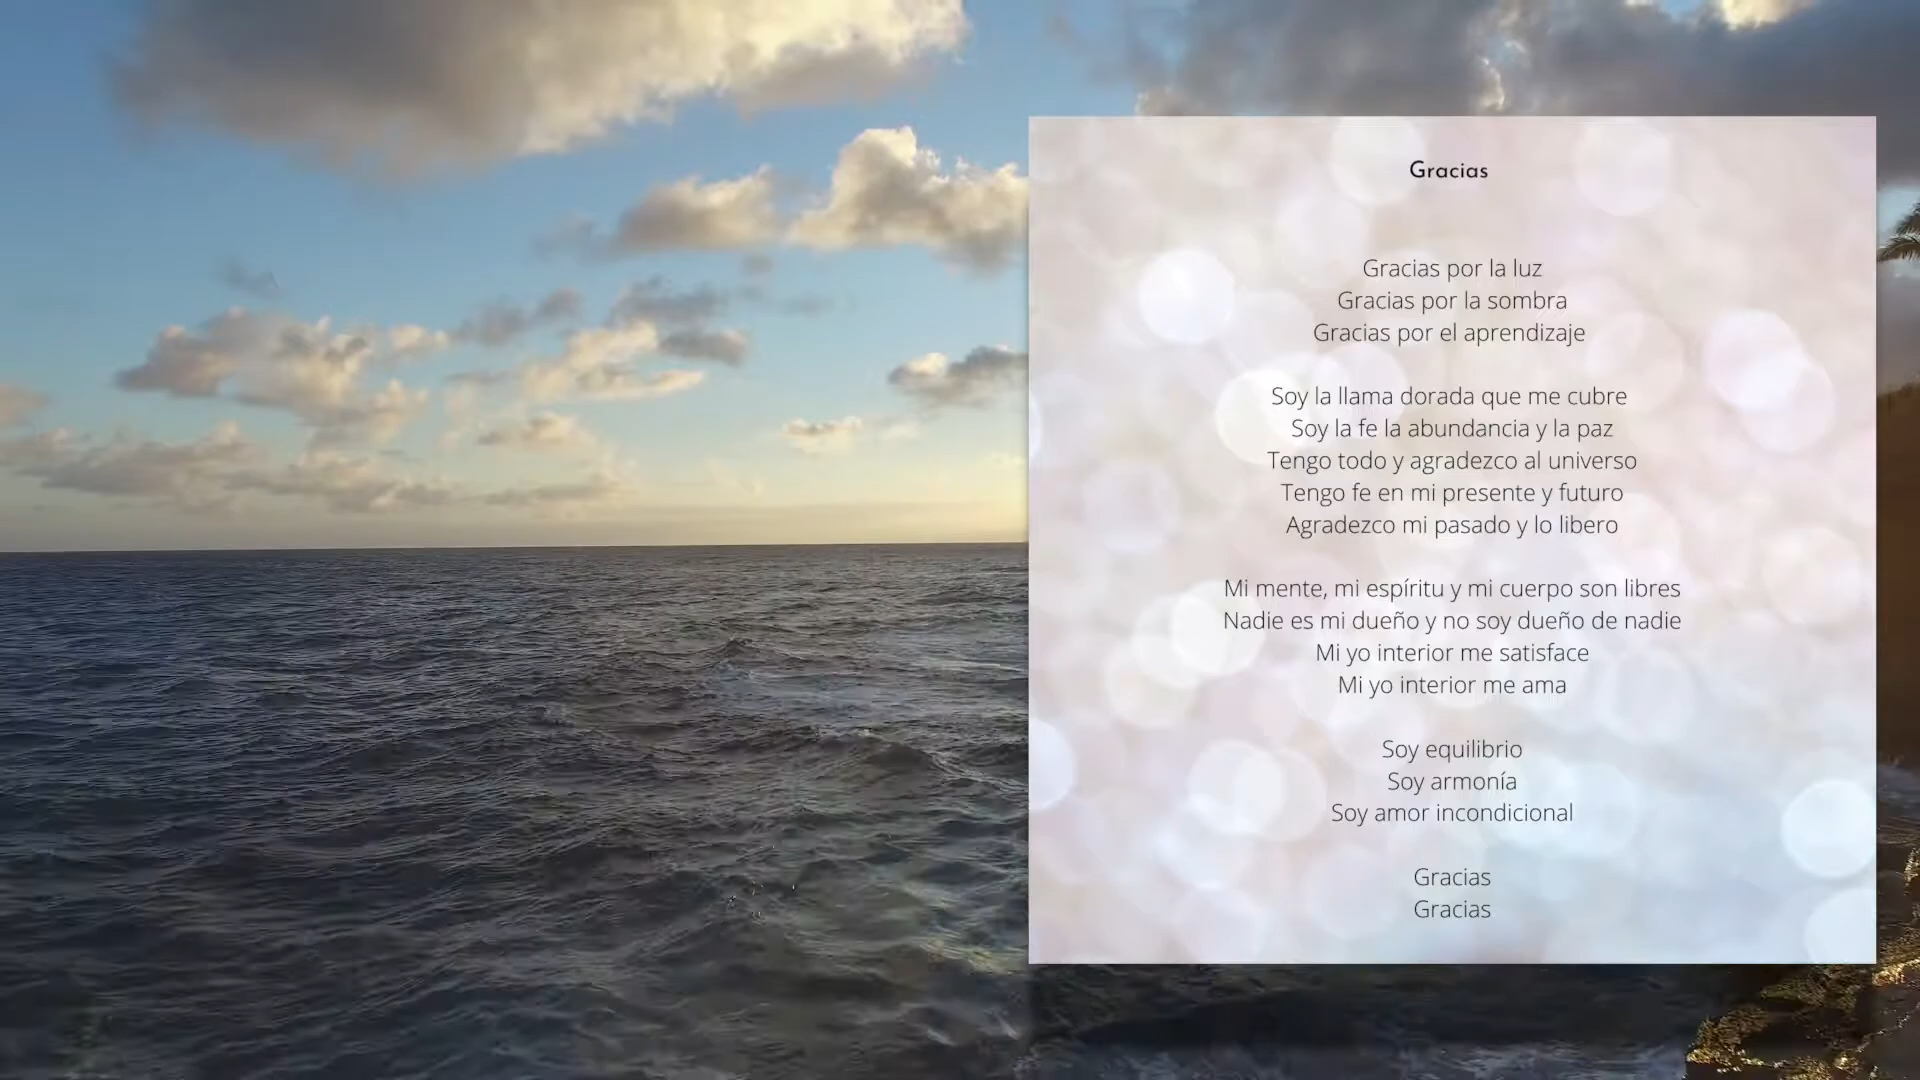 Gracias
Gracias por la luz
Gracias por la sombra
Gracias por el aprendizaje
Soy la llama dorada que me cubre
Soy la fe la abundancia y la paz
Tengo todo y agradezco al universo
Tengo fe en mi presente y futuro
Agradezco mi pasado y lo libero
Mi mente, mi espíritu y mi cuerpo son libres
Nadie es mi dueño y no soy dueño de nadie
Mi yo interior me satisface
Mi yo interior me ama
Soy equilibrio
Soy armonía
Soy amor incondicional
Gracias
Gracias